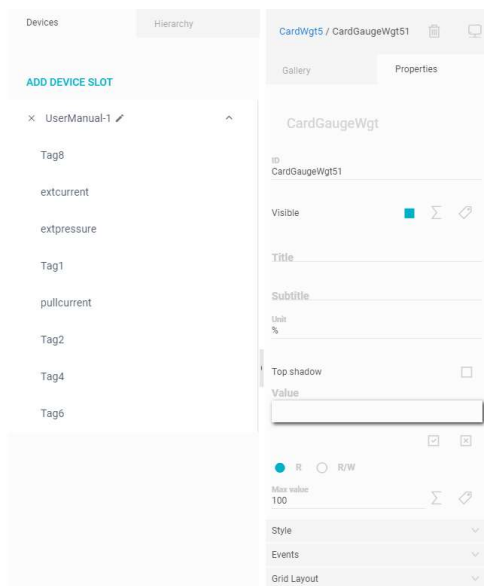 Devices
Hierarchy
ADD DEVICE SLOT
UserManual-1
Tag8
extcurrent
extpressure
Tag1
pullcurrent
Tag2
Tag4
Tag6
CardWgt5 / CardGaugeWgt51
Gallery
Properties
CardGaugeWgt
ID
CardGaugeWgt51
Visible
Title
Subtitle
Unit
%
Top shadow
Value
R R/W
Max value
100
Style
Events
Grid Layout